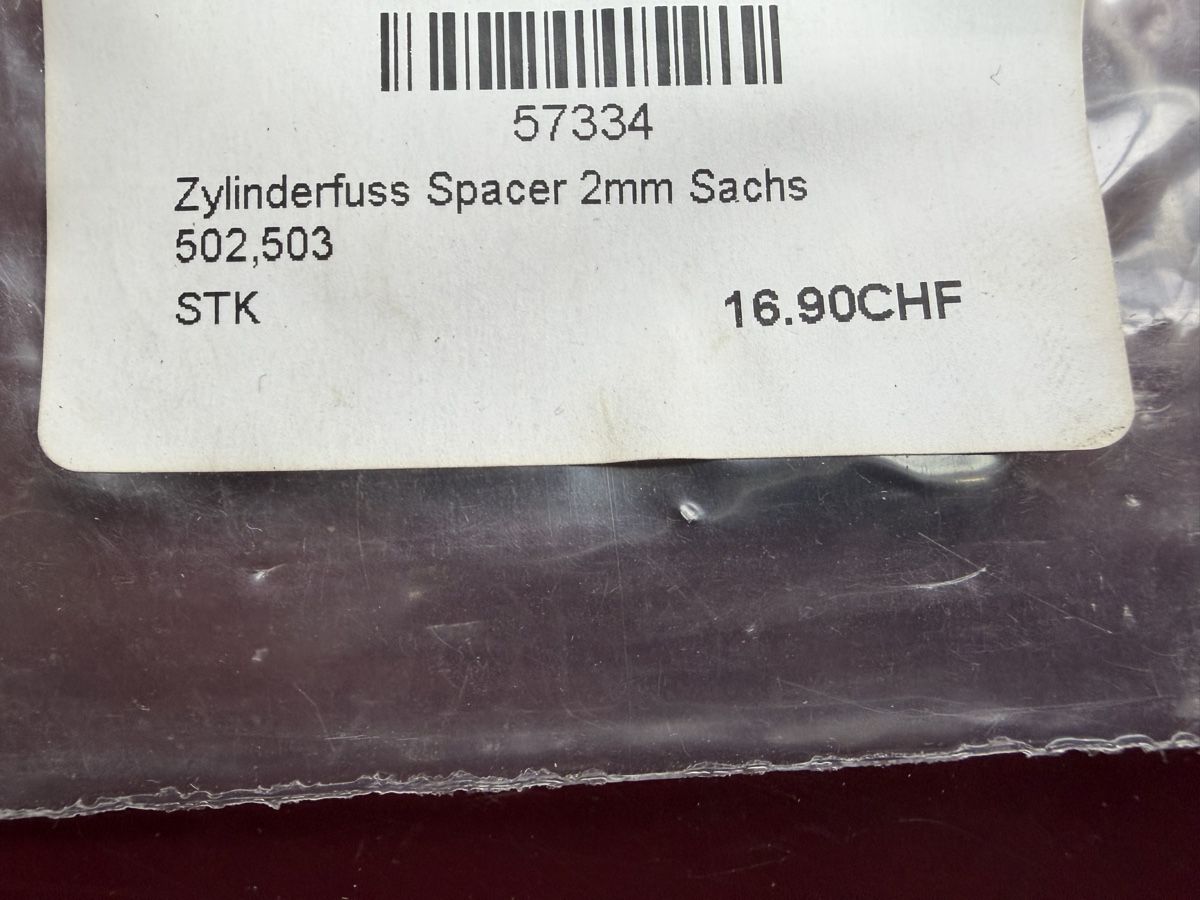 57334
Zylinderfuss Spacer 2mm Sachs
502,503
STK 16.90CHF